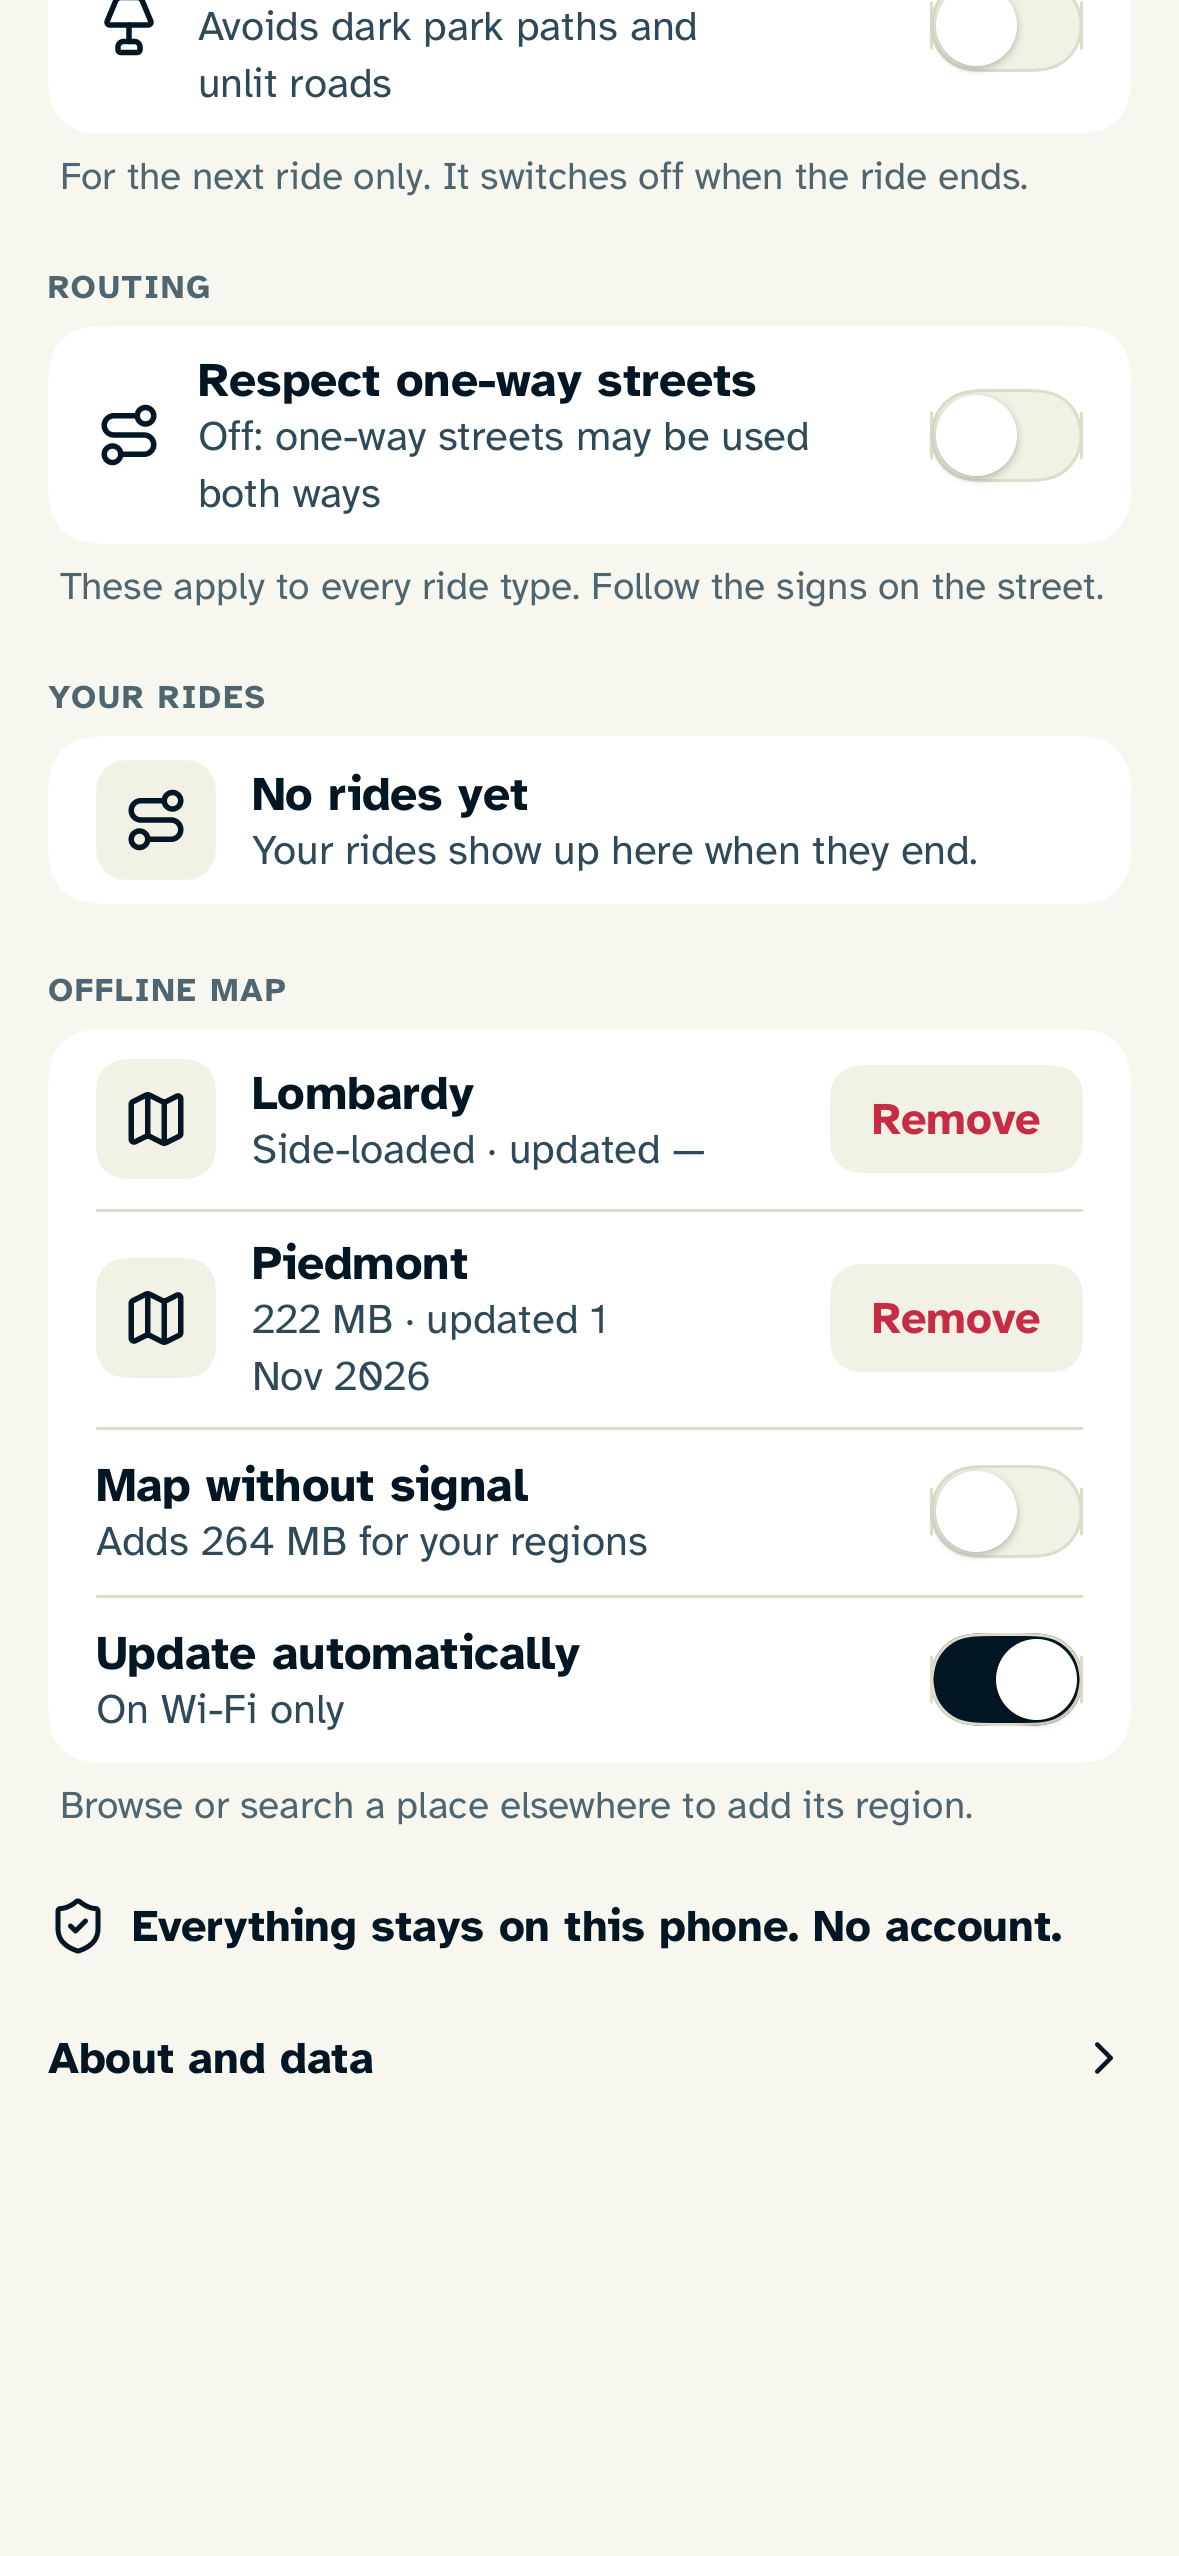 Avoids dark park paths and
unlit roads
For the next ride only. It switches off when the ride ends.
ROUTING
Respect one-way streets
Off: one-way streets may be used
both ways
These apply to every ride type. Follow the signs on the street.
YOUR RIDES
No rides yet
Your rides show up here when they end.
OFFLINE MAP
Lombardy
Side-loaded · updated —
Remove
Piedmont
222 MB · updated 1
Nov 2026
Remove
Map without signal
Adds 264 MB for your regions
Update automatically
On Wi-Fi only
Browse or search a place elsewhere to add its region.
Everything stays on this phone. No account.
About and data